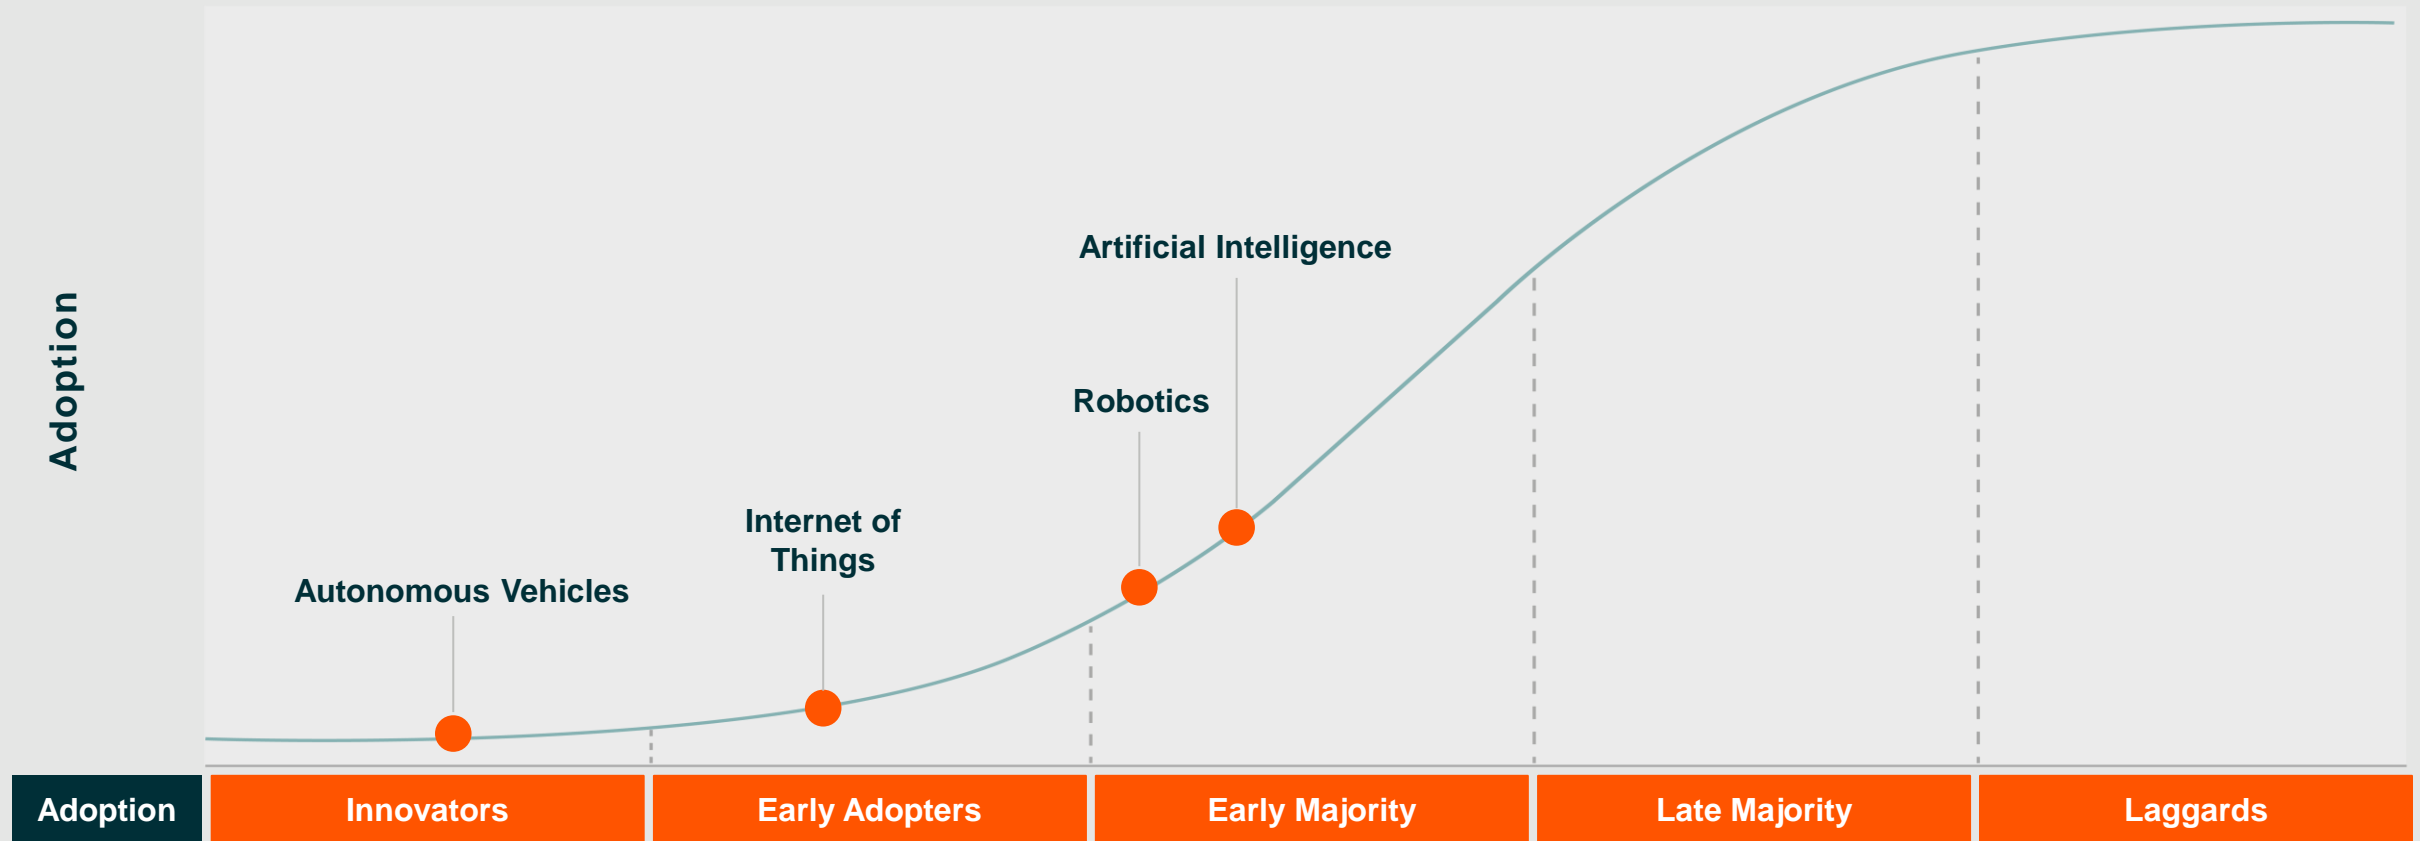 Adoption
Artificial Intelligence
Robotics
Internet of
Things
Autonomous Vehicles
Adoption
Innovators
Early Adopters
Early Majority
Late Majority
Laggards